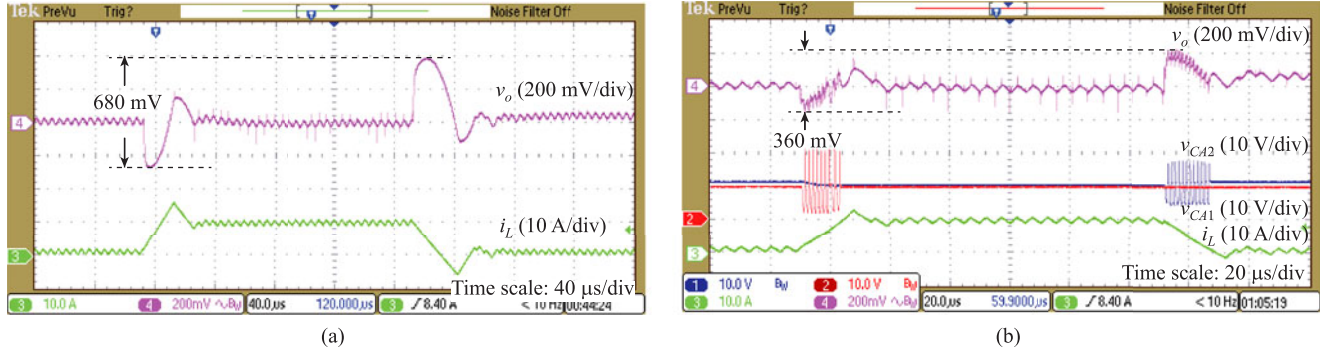 Tek PreVu Trig? Noise Filter Off
680 mV
vo (200 mV/div)
4
iL (10 A/div)
3
Time scale: 40 μs/div
3 10.0 A 4 200mV ∿BW 40.0μs 120.000μs 3 ∫ 8.40 A < 10 Hz 00:44:24
(a)
Tek PreVu Trig? Noise Filter Off
vo (200 mV/div)
4
360 mV
vCA2 (10 V/div)
2
vCA1 (10 V/div)
iL (10 A/div)
3
Time scale: 20 μs/div
1 10.0 V BW 2 10.0 V BW
3 10.0 A 4 200mV ∿BW 20.0μs 59.9000μs 3 ∫ 8.40 A < 10 Hz 01:05:19
(b)